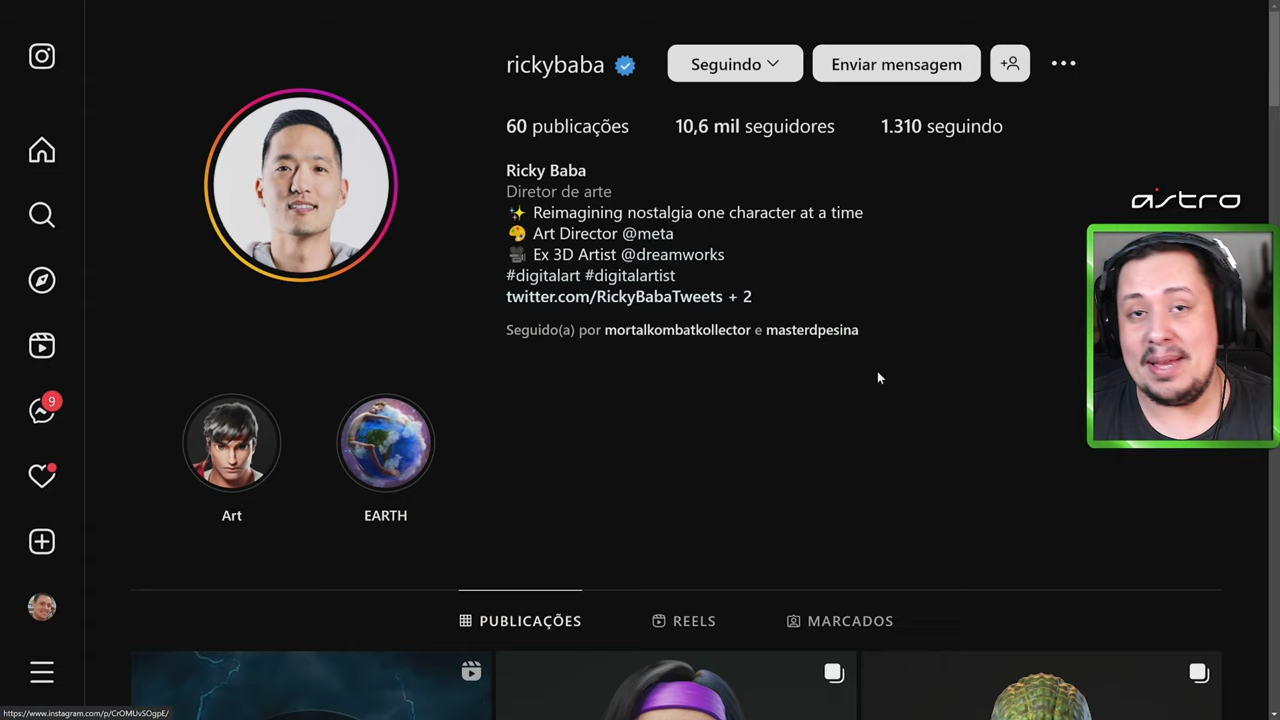 rickybaba
Seguindo
Enviar mensagem
60 publicações
10,6 mil seguidores
1.310 seguindo
Ricky Baba
Diretor de arte
✨ Reimagining nostalgia one character at a time
🎨 Art Director @meta
🎥 Ex 3D Artist @dreamworks
#digitalart #digitalartist
twitter.com/RickyBabaTweets + 2
Seguido(a) por mortalkombatkollector e masterdpesina
astro
9
Art
EARTH
PUBLICAÇÕES
REELS
MARCADOS
https://www.instagram.com/p/CrOMUvSOgpE/